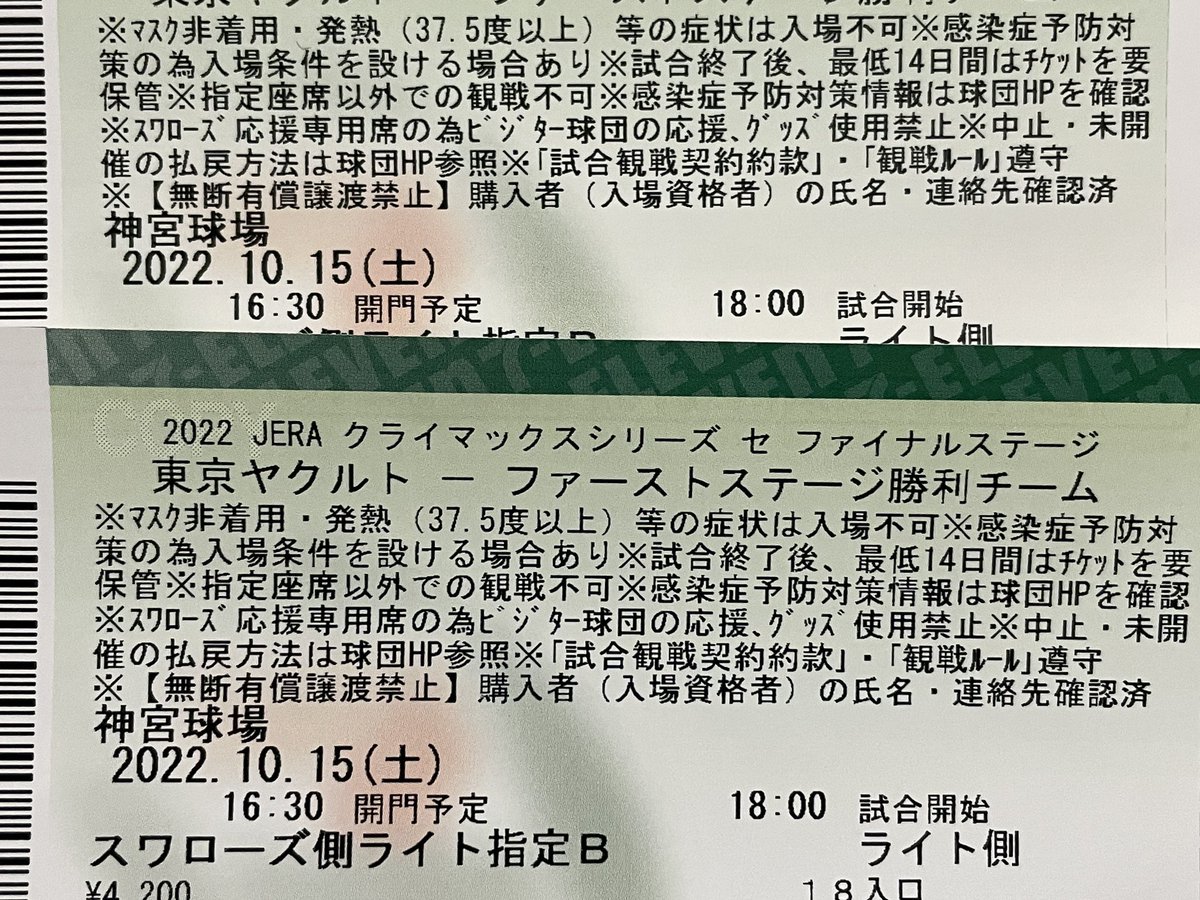 ※ﾏｽｸ非着用・発熱（37.5度以上）等の症状は入場不可※感染症予防対
策の為入場条件を設ける場合あり※試合終了後、最低14日間はﾁｹｯﾄを要
保管※指定座席以外での観戦不可※感染症予防対策情報は球団HPを確認
※ｽﾜﾛｰｽﾞ応援専用席の為ﾋﾞｼﾞﾀｰ球団の応援､ｸﾞｯｽﾞ使用禁止※中止・未開
催の払戻方法は球団HP参照※｢試合観戦契約約款｣・｢観戦ﾙｰﾙ｣遵守
※【無断有償譲渡禁止】購入者（入場資格者）の氏名・連絡先確認済
神宮球場
2022.10.15(土)
16:30 開門予定 18:00 試合開始
ズ側ライト指定B ライト側
COPY
2022 JERA クライマックスシリーズ セ ファイナルステージ
東京ヤクルト － ファーストステージ勝利チーム
※ﾏｽｸ非着用・発熱（37.5度以上）等の症状は入場不可※感染症予防対
策の為入場条件を設ける場合あり※試合終了後、最低14日間はﾁｹｯﾄを要
保管※指定座席以外での観戦不可※感染症予防対策情報は球団HPを確認
※ｽﾜﾛｰｽﾞ応援専用席の為ﾋﾞｼﾞﾀｰ球団の応援､ｸﾞｯｽﾞ使用禁止※中止・未開
催の払戻方法は球団HP参照※｢試合観戦契約約款｣・｢観戦ﾙｰﾙ｣遵守
※【無断有償譲渡禁止】購入者（入場資格者）の氏名・連絡先確認済
神宮球場
2022.10.15(土)
16:30 開門予定 18:00 試合開始
スワローズ側ライト指定B ライト側
¥4,200 18入口